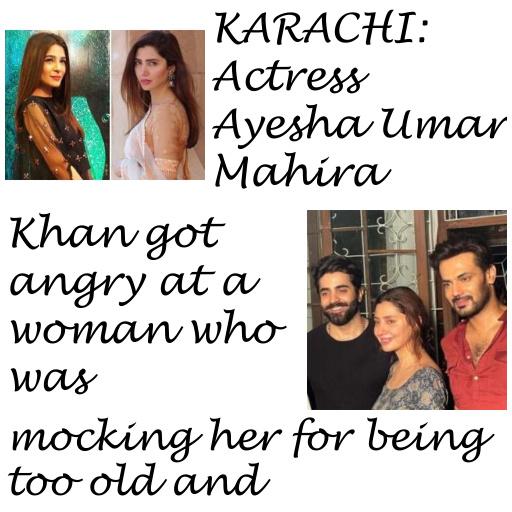 KARACHI:
Actress
Ayesha Umar
Mahira
Khan got
angry at a
woman who
was
mocking her for being
too old and